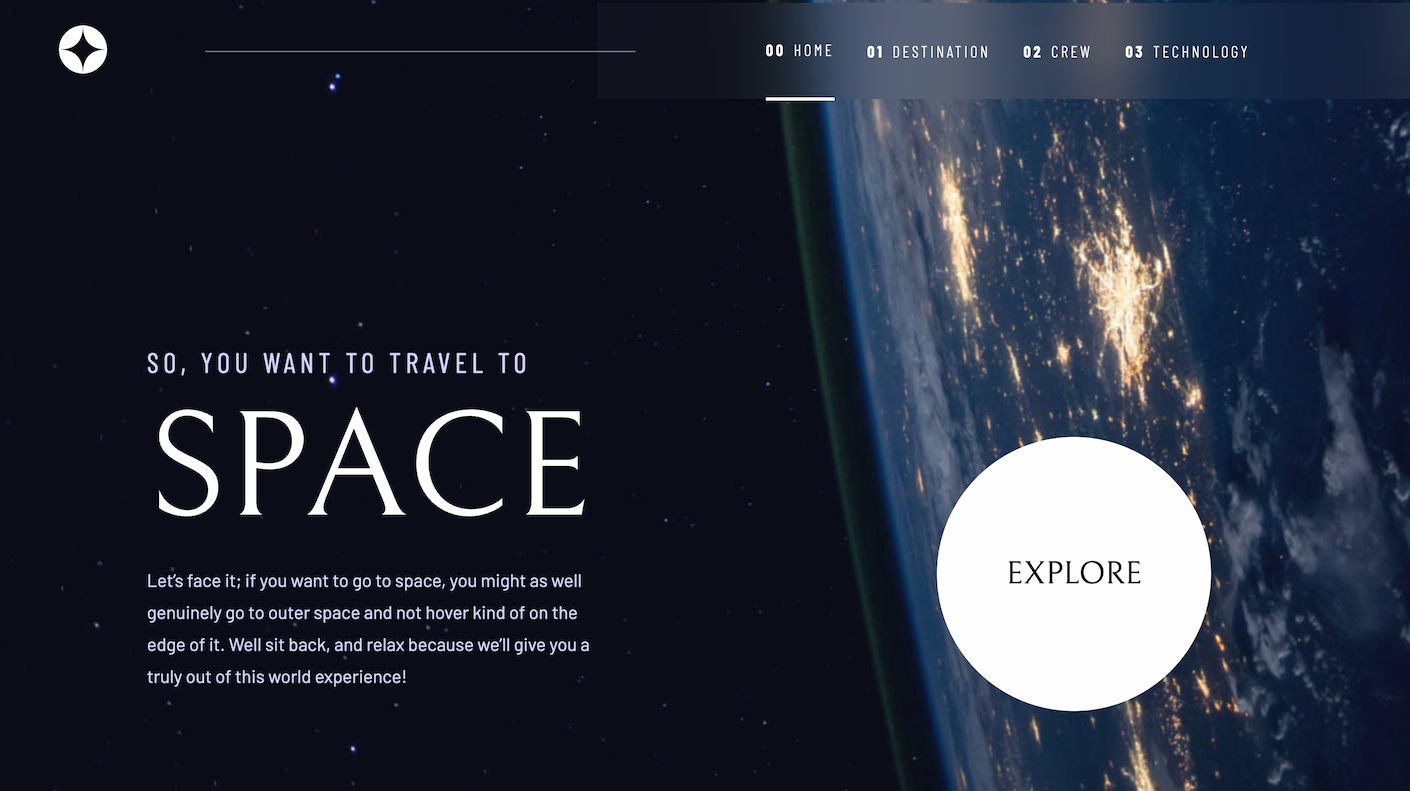 00 HOME 01 DESTINATION 02 CREW 03 TECHNOLOGY
SO, YOU WANT TO TRAVEL TO
SPACE
Let’s face it; if you want to go to space, you might as well
genuinely go to outer space and not hover kind of on the
edge of it. Well sit back, and relax because we’ll give you a
truly out of this world experience!
EXPLORE